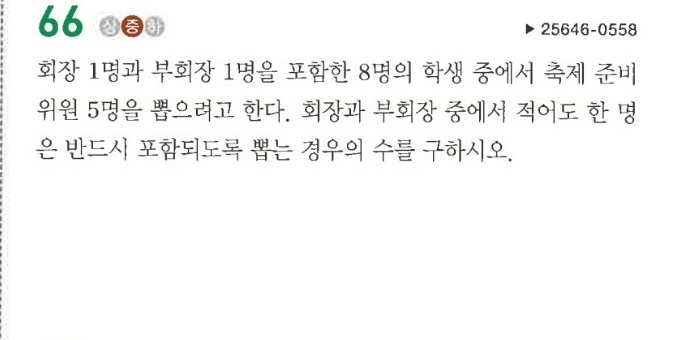 66 상 중 하
▶ 25646-0558
회장 1명과 부회장 1명을 포함한 8명의 학생 중에서 축제 준비
위원 5명을 뽑으려고 한다. 회장과 부회장 중에서 적어도 한 명
은 반드시 포함되도록 뽑는 경우의 수를 구하시오.